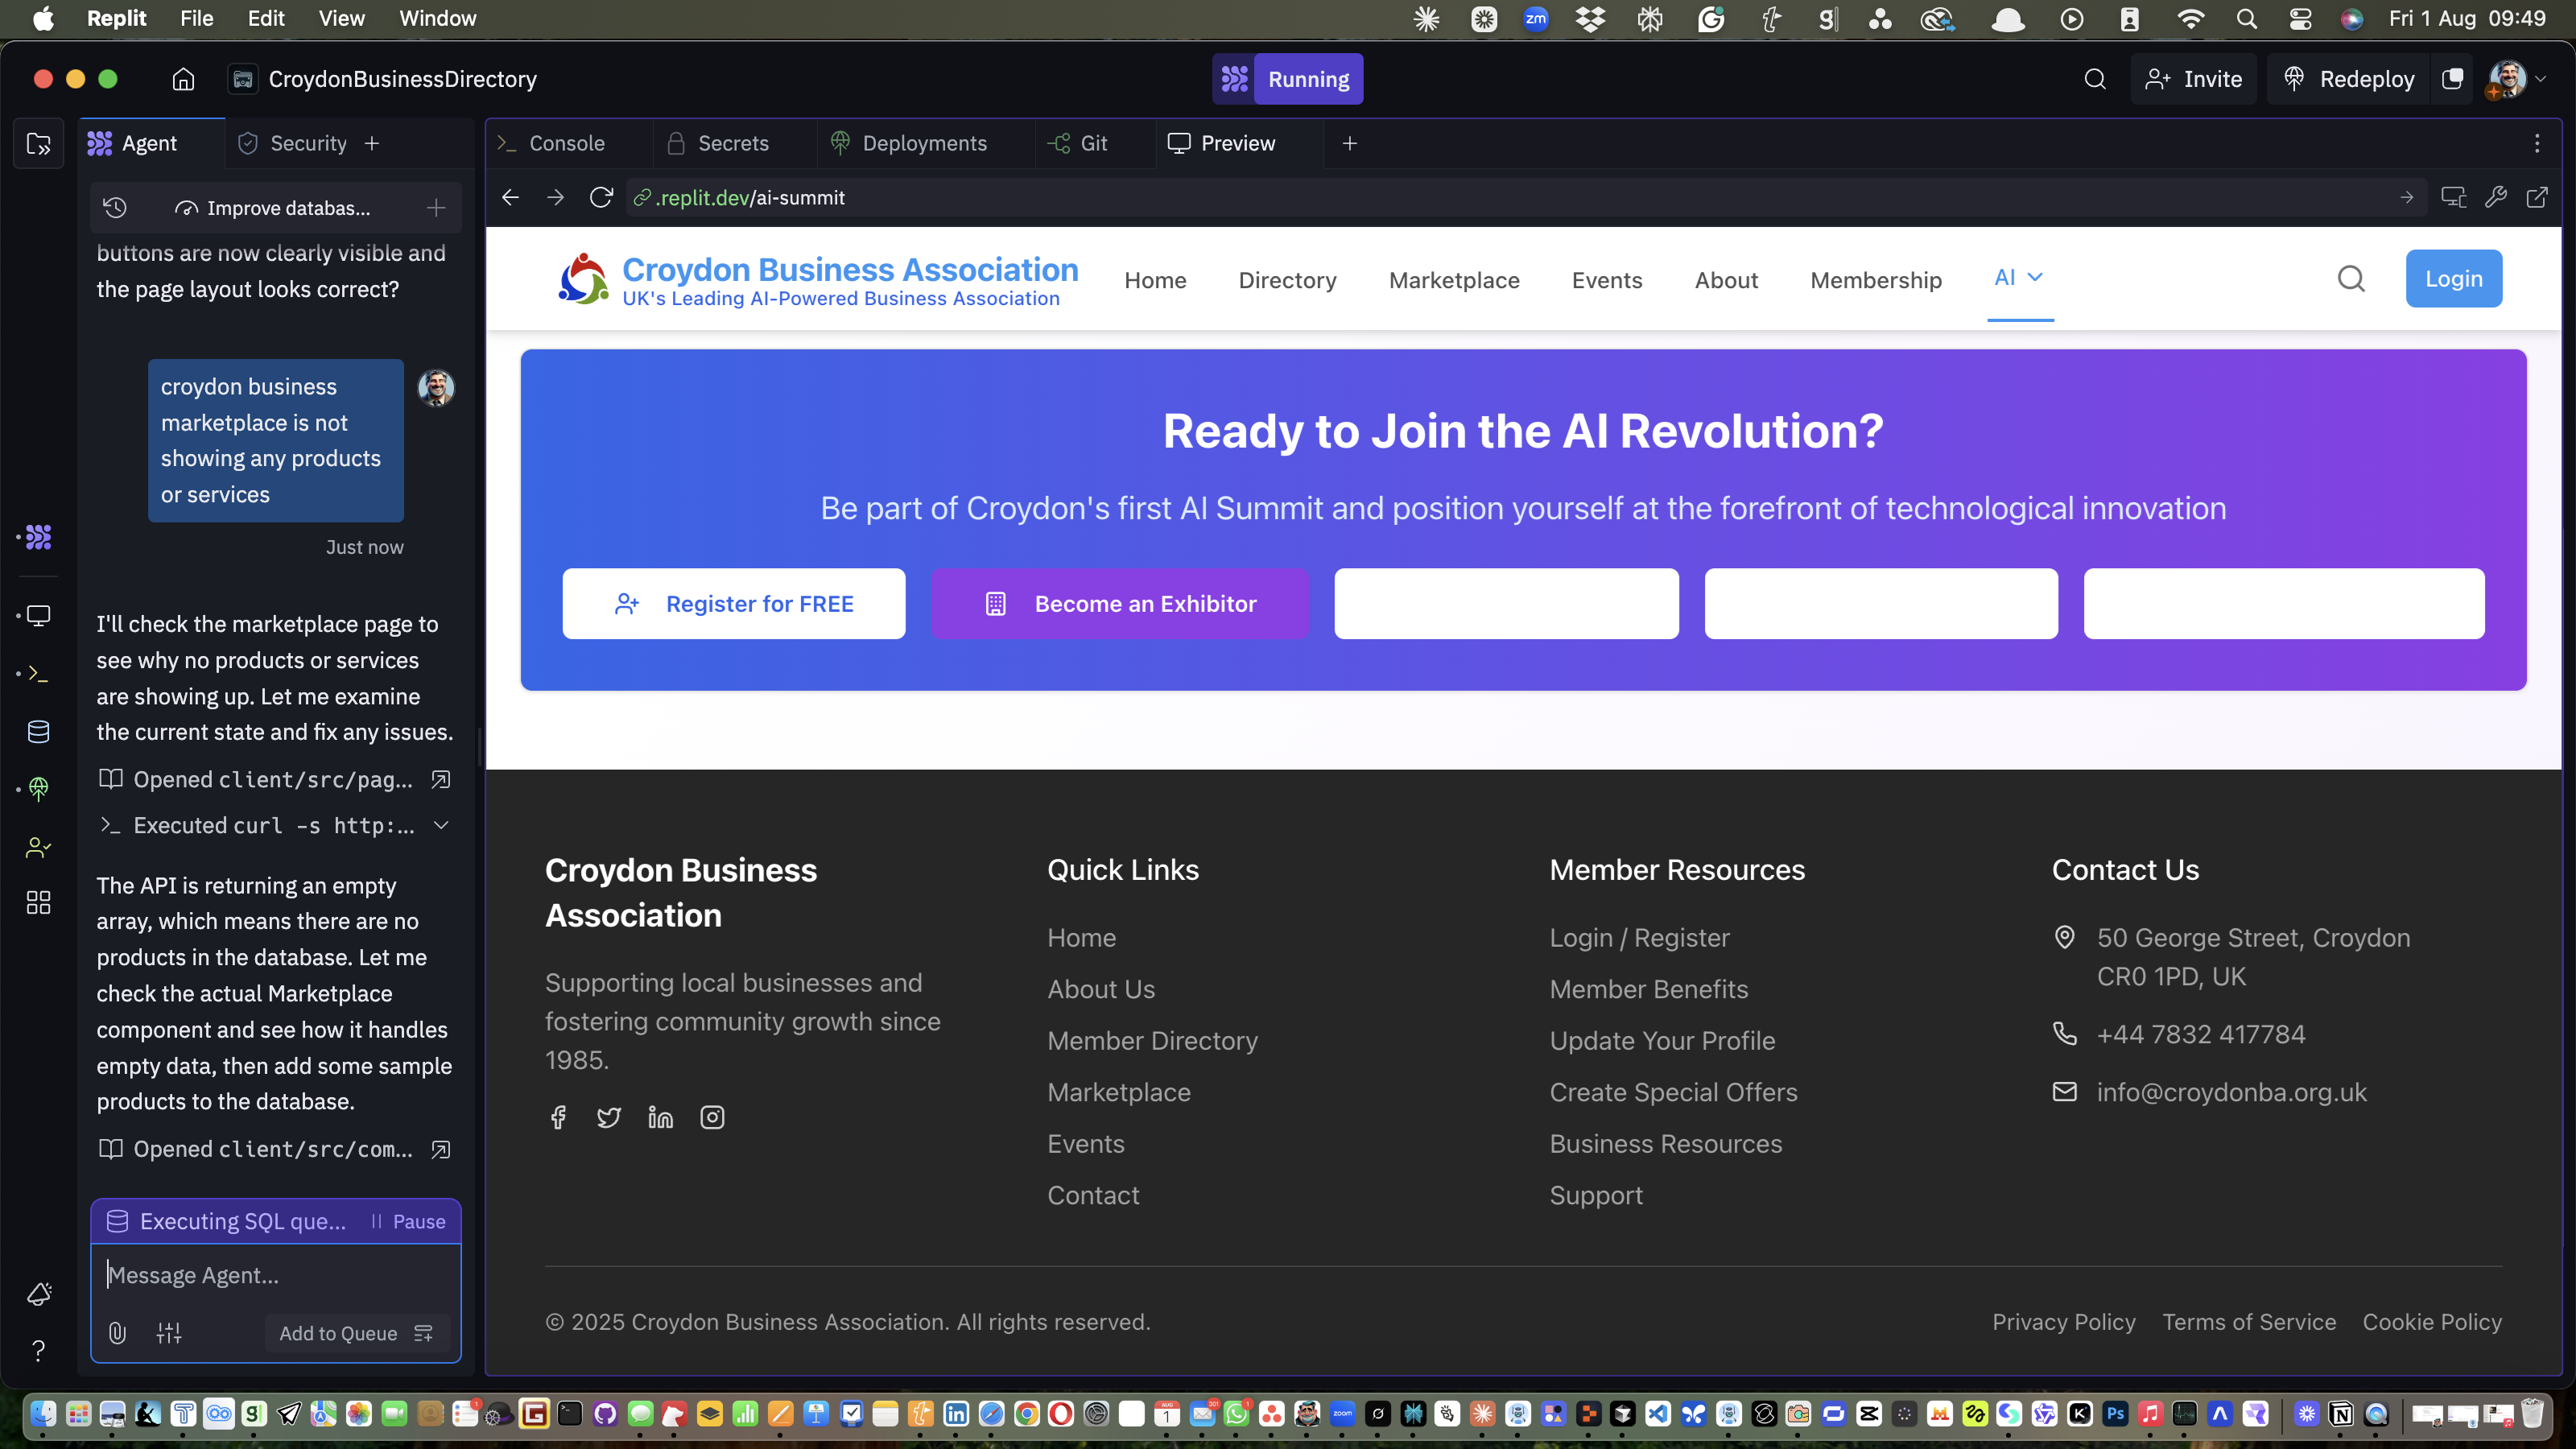 Replit File Edit View Window
zm
Fri 1 Aug 09:49
CroydonBusinessDirectory
Running
Invite
Redeploy
Agent
Security
Console
Secrets
Deployments
Git
Preview
Improve databas...
.replit.dev/ai-summit
buttons are now clearly visible and
the page layout looks correct?
croydon business
marketplace is not
showing any products
or services
Just now
I'll check the marketplace page to
see why no products or services
are showing up. Let me examine
the current state and fix any issues.
Opened client/src/pag...
Executed curl -s http:...
The API is returning an empty
array, which means there are no
products in the database. Let me
check the actual Marketplace
component and see how it handles
empty data, then add some sample
products to the database.
Opened client/src/com...
Executing SQL que...
Pause
Message Agent...
Add to Queue
Croydon Business Association
UK's Leading AI-Powered Business Association
Home
Directory
Marketplace
Events
About
Membership
AI
Login
Ready to Join the AI Revolution?
Be part of Croydon's first AI Summit and position yourself at the forefront of technological innovation
Register for FREE
Become an Exhibitor
Croydon Business
Association
Supporting local businesses and
fostering community growth since
1985.
Quick Links
Home
About Us
Member Directory
Marketplace
Events
Contact
Member Resources
Login / Register
Member Benefits
Update Your Profile
Create Special Offers
Business Resources
Support
Contact Us
50 George Street, Croydon
CR0 1PD, UK
+44 7832 417784
info@croydonba.org.uk
© 2025 Croydon Business Association. All rights reserved.
Privacy Policy
Terms of Service
Cookie Policy